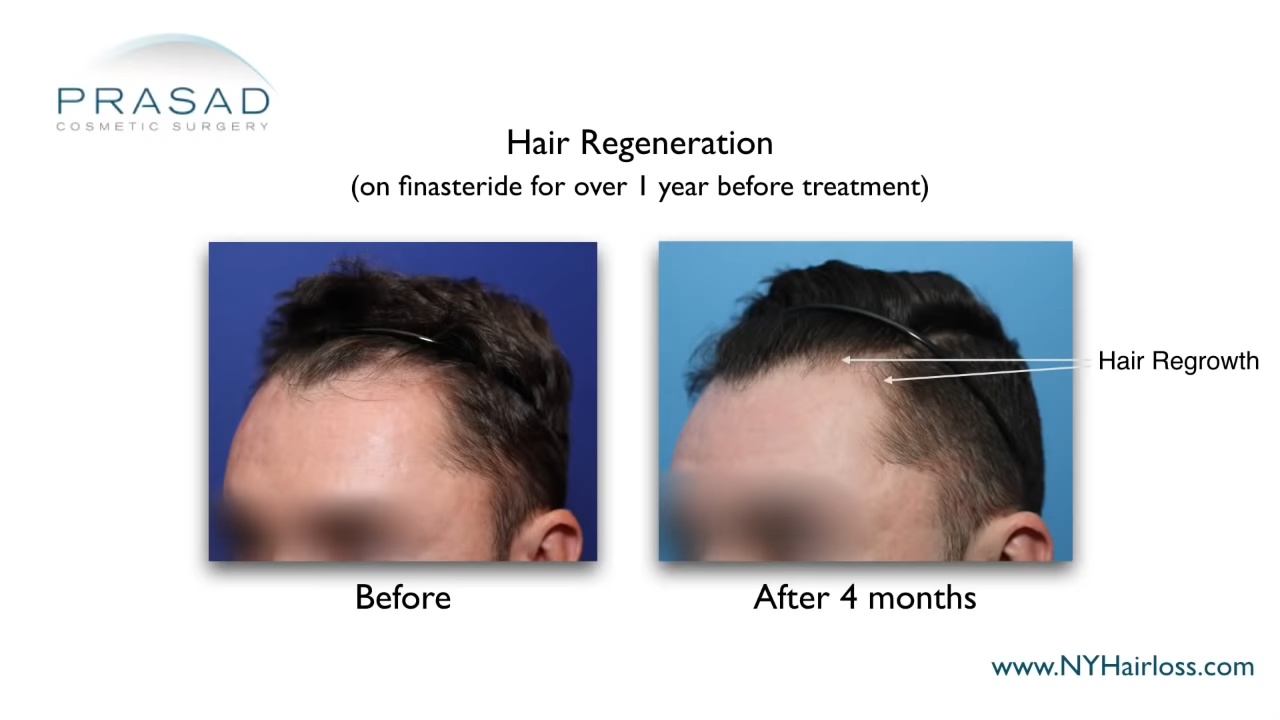 PRASAD
COSMETIC SURGERY
Hair Regeneration
(on finasteride for over 1 year before treatment)
Hair Regrowth
Before
After 4 months
www.NYHairloss.com